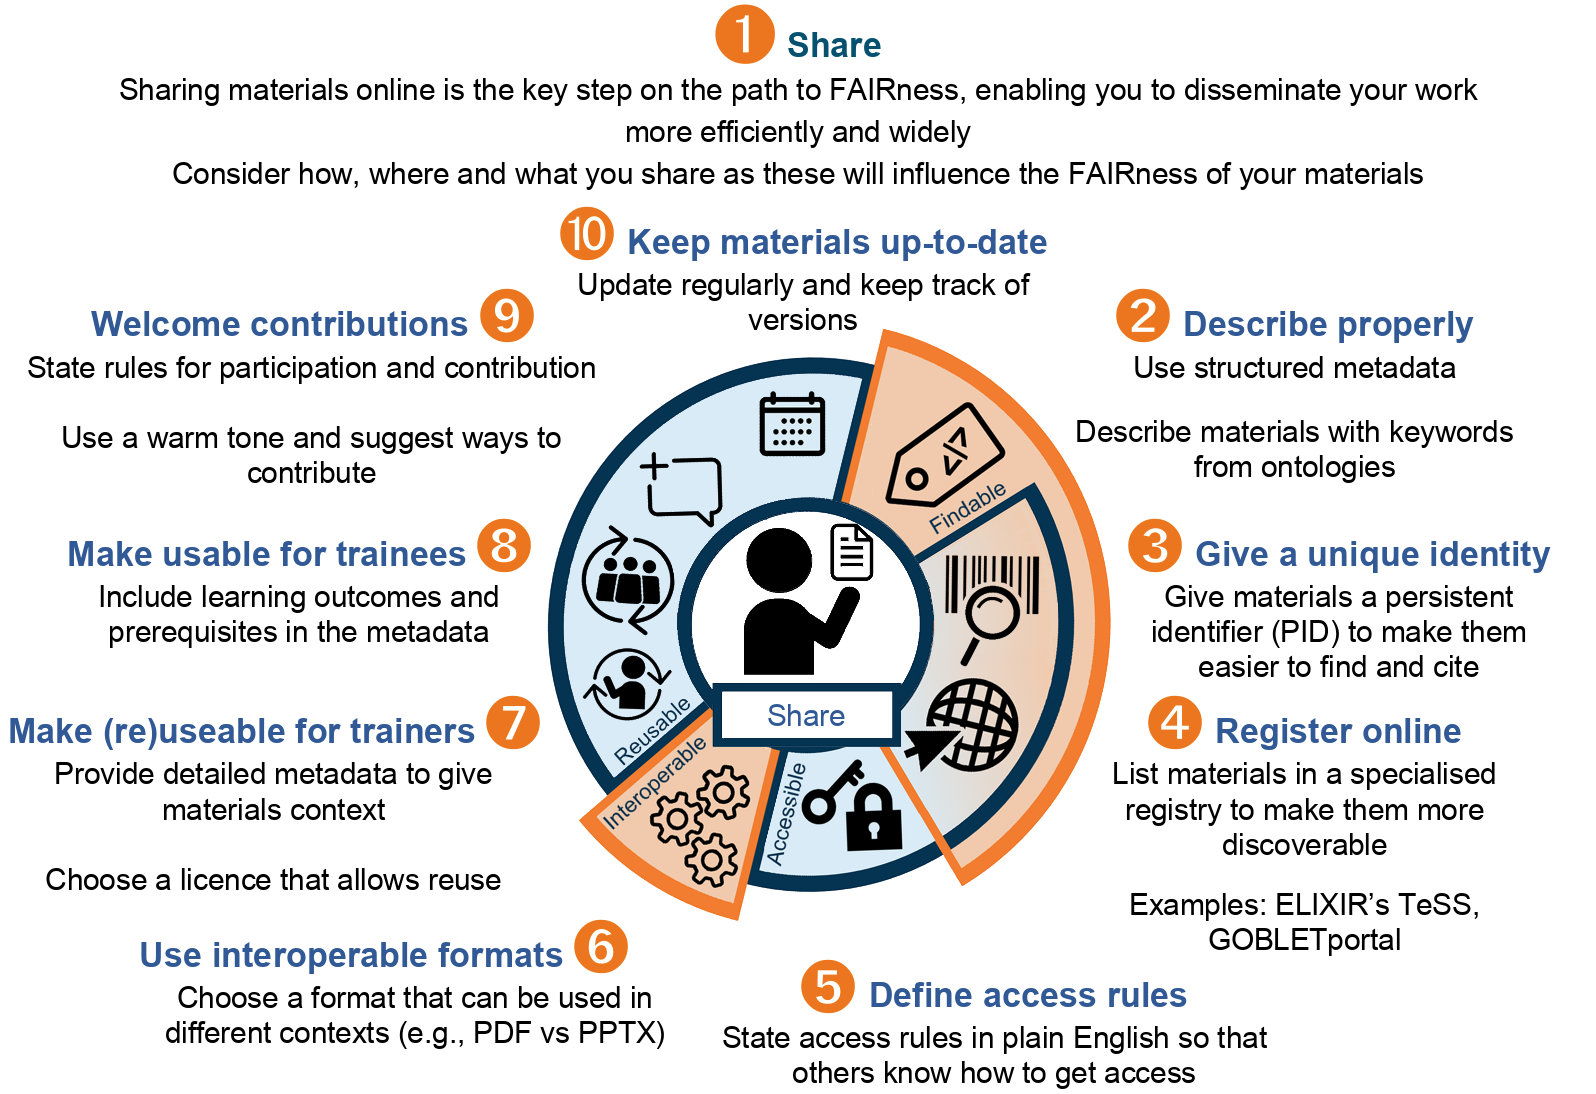 1 Share
Sharing materials online is the key step on the path to FAIRness, enabling you to disseminate your work
more efficiently and widely
Consider how, where and what you share as these will influence the FAIRness of your materials
10 Keep materials up-to-date
Update regularly and keep track of
versions
Welcome contributions 9
State rules for participation and contribution
Use a warm tone and suggest ways to
contribute
2 Describe properly
Use structured metadata
Describe materials with keywords
from ontologies
Make usable for trainees 8
Include learning outcomes and
prerequisites in the metadata
3 Give a unique identity
Give materials a persistent
identifier (PID) to make them
easier to find and cite
Make (re)useable for trainers 7
Provide detailed metadata to give
materials context
Choose a licence that allows reuse
4 Register online
List materials in a specialised
registry to make them more
discoverable
Examples: ELIXIR's TeSS,
GOBLETportal
Use interoperable formats 6
Choose a format that can be used in
different contexts (e.g., PDF vs PPTX)
5 Define access rules
State access rules in plain English so that
others know how to get access
Findable
Share
Reusable
Interoperable
Accessible